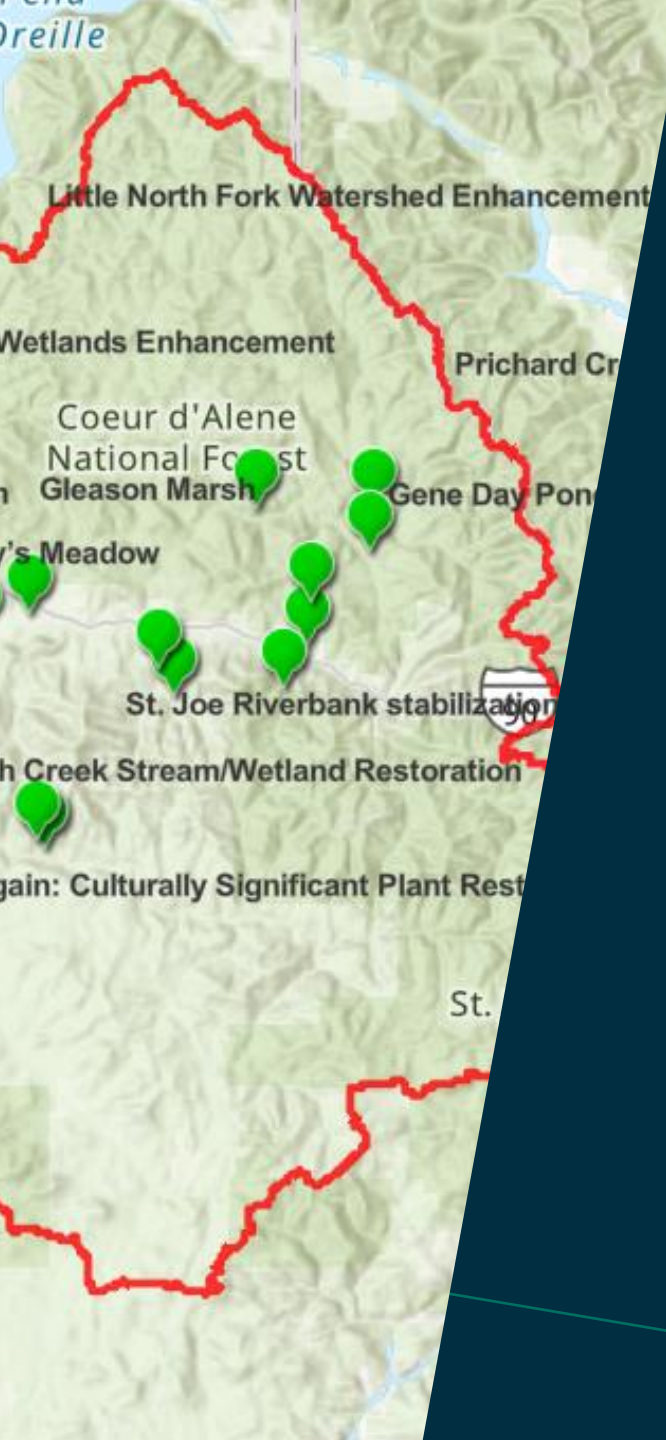 Oreille
Little North Fork Watershed Enhancement
Wetlands Enhancement
Prichard Cr
Coeur d'Alene
National Forest
Gleason Marsh
Gene Day Pon
y's Meadow
St. Joe Riverbank stabilization
90
h Creek Stream/Wetland Restoration
gain: Culturally Significant Plant Rest
St.